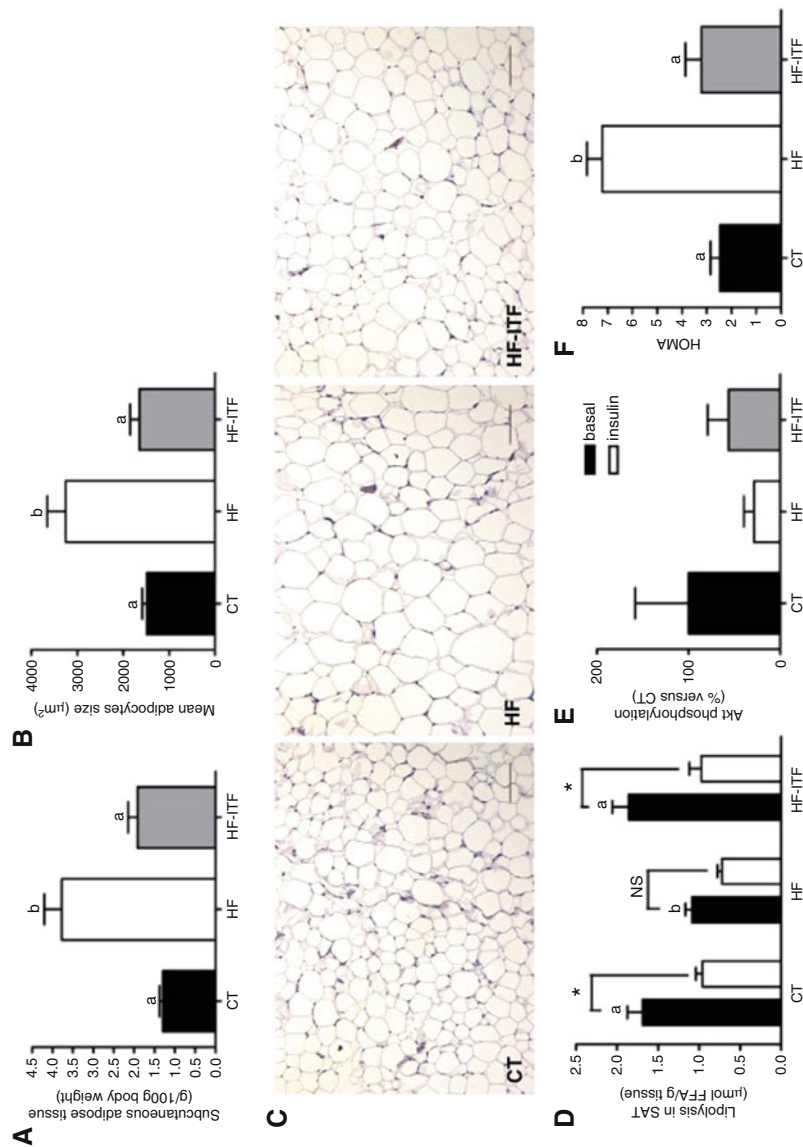 A
Subcutaneous adipose tissue
(g/100g body weight)
4.5
4.0
3.5
3.0
2.5
2.0
1.5
1.0
0.5
0.0
a
b
a
CT
HF
HF-ITF
B
Mean adipocytes size (μm²)
4000
3000
2000
1000
0
a
b
a
CT
HF
HF-ITF
C
CT
HF
HF-ITF
D
Lipolysis in SAT
(μmol FFA/g tissue)
2.5
2.0
1.5
1.0
0.5
0.0
*
NS
*
a
b
a
CT
HF
HF-ITF
E
Akt phosphorylation
(% versus CT)
200
100
0
basal
insulin
CT
HF
HF-ITF
F
HOMA
8
7
6
5
4
3
2
1
0
a
b
a
CT
HF
HF-ITF